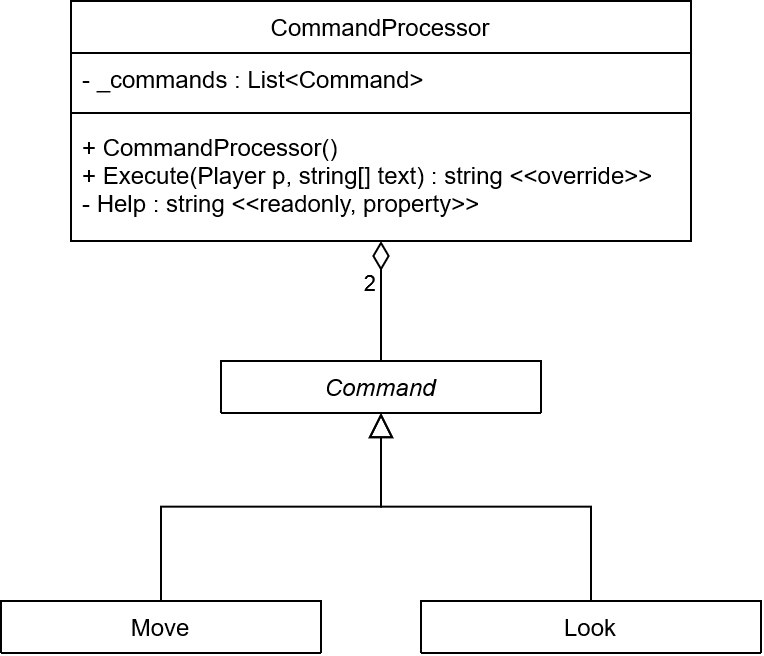 CommandProcessor
- _commands : List<Command>
+ CommandProcessor()
+ Execute(Player p, string[] text) : string <<override>>
- Help : string <<readonly, property>>
2
Command
Move
Look